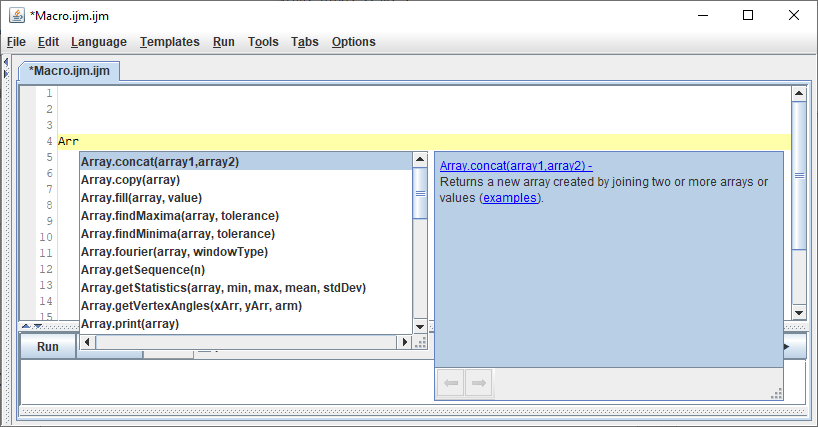 *Macro.ijm.ijm
File Edit Language Templates Run Tools Tabs Options
*Macro.ijm.ijm
1
2
3
4 Arr
5
6
7
8
9
10
11
12
13
14
15
Array.concat(array1,array2)
Array.copy(array)
Array.fill(array, value)
Array.findMaxima(array, tolerance)
Array.findMinima(array, tolerance)
Array.fourier(array, windowType)
Array.getSequence(n)
Array.getStatistics(array, min, max, mean, stdDev)
Array.getVertexAngles(xArr, yArr, arm)
Array.print(array)
Array.concat(array1,array2) -
Returns a new array created by joining two or more arrays or
values (examples).
Run